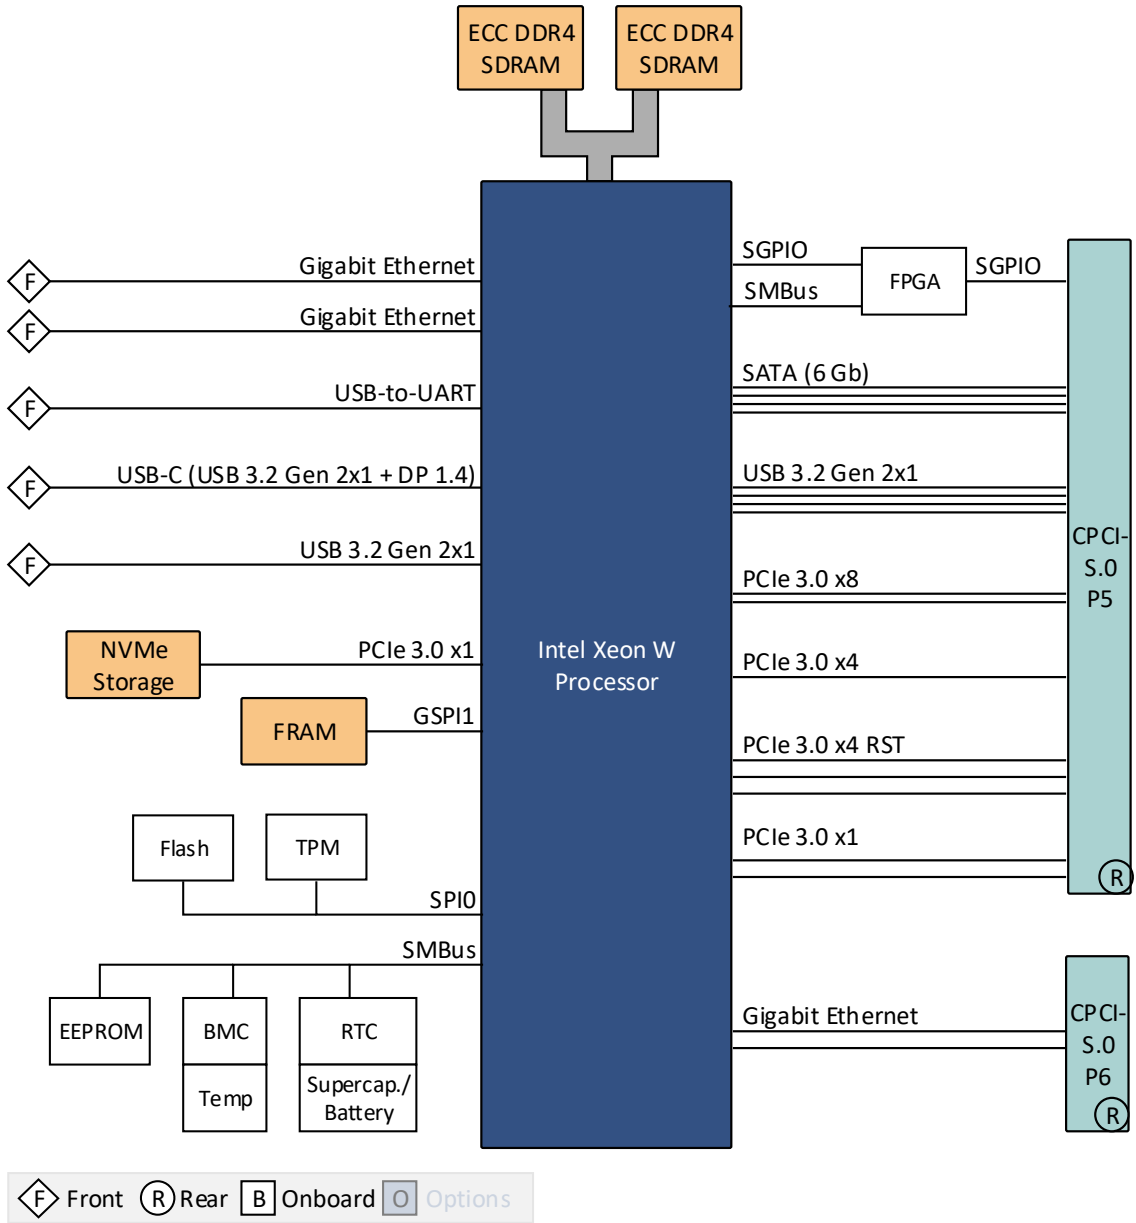 ECC DDR4
SDRAM
ECC DDR4
SDRAM
Gigabit Ethernet
F
Gigabit Ethernet
F
USB-to-UART
F
USB-C (USB 3.2 Gen 2x1 + DP 1.4)
F
USB 3.2 Gen 2x1
F
NVMe
Storage
PCIe 3.0 x1
FRAM
GSPI1
Flash
TPM
SPI0
SMBus
EEPROM
BMC
RTC
Temp
Supercap./
Battery
Intel Xeon W
Processor
SGPIO
SMBus
FPGA
SGPIO
SATA (6 Gb)
USB 3.2 Gen 2x1
PCIe 3.0 x8
PCIe 3.0 x4
PCIe 3.0 x4 RST
PCIe 3.0 x1
CPCI-
S.0
P5
R
Gigabit Ethernet
CPCI-
S.0
P6
R
F Front R Rear B Onboard O Options